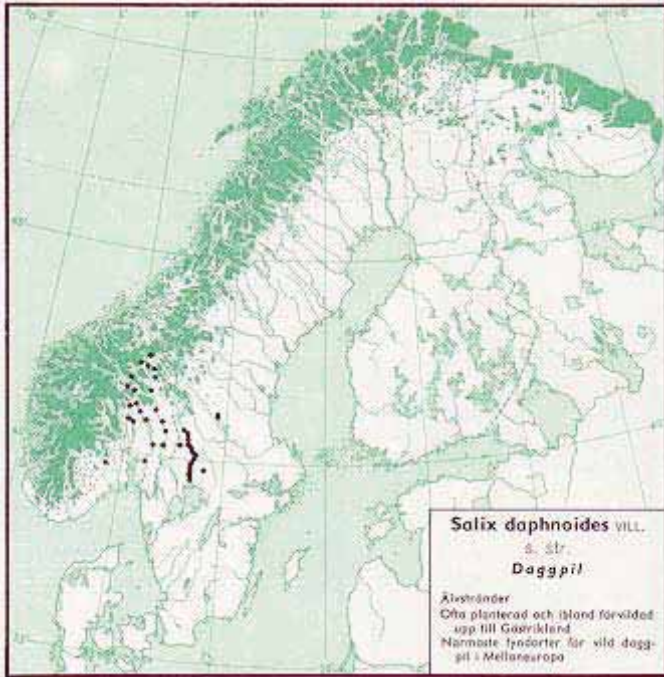 Salix daphnoides VILL.
s. str.
Daggpil
Älvstränder
Ofta planterad och ibland förvildad
upp till Gästrikland
Närmaste fyndorter för vild dagg-
pil i Mellaneuropa